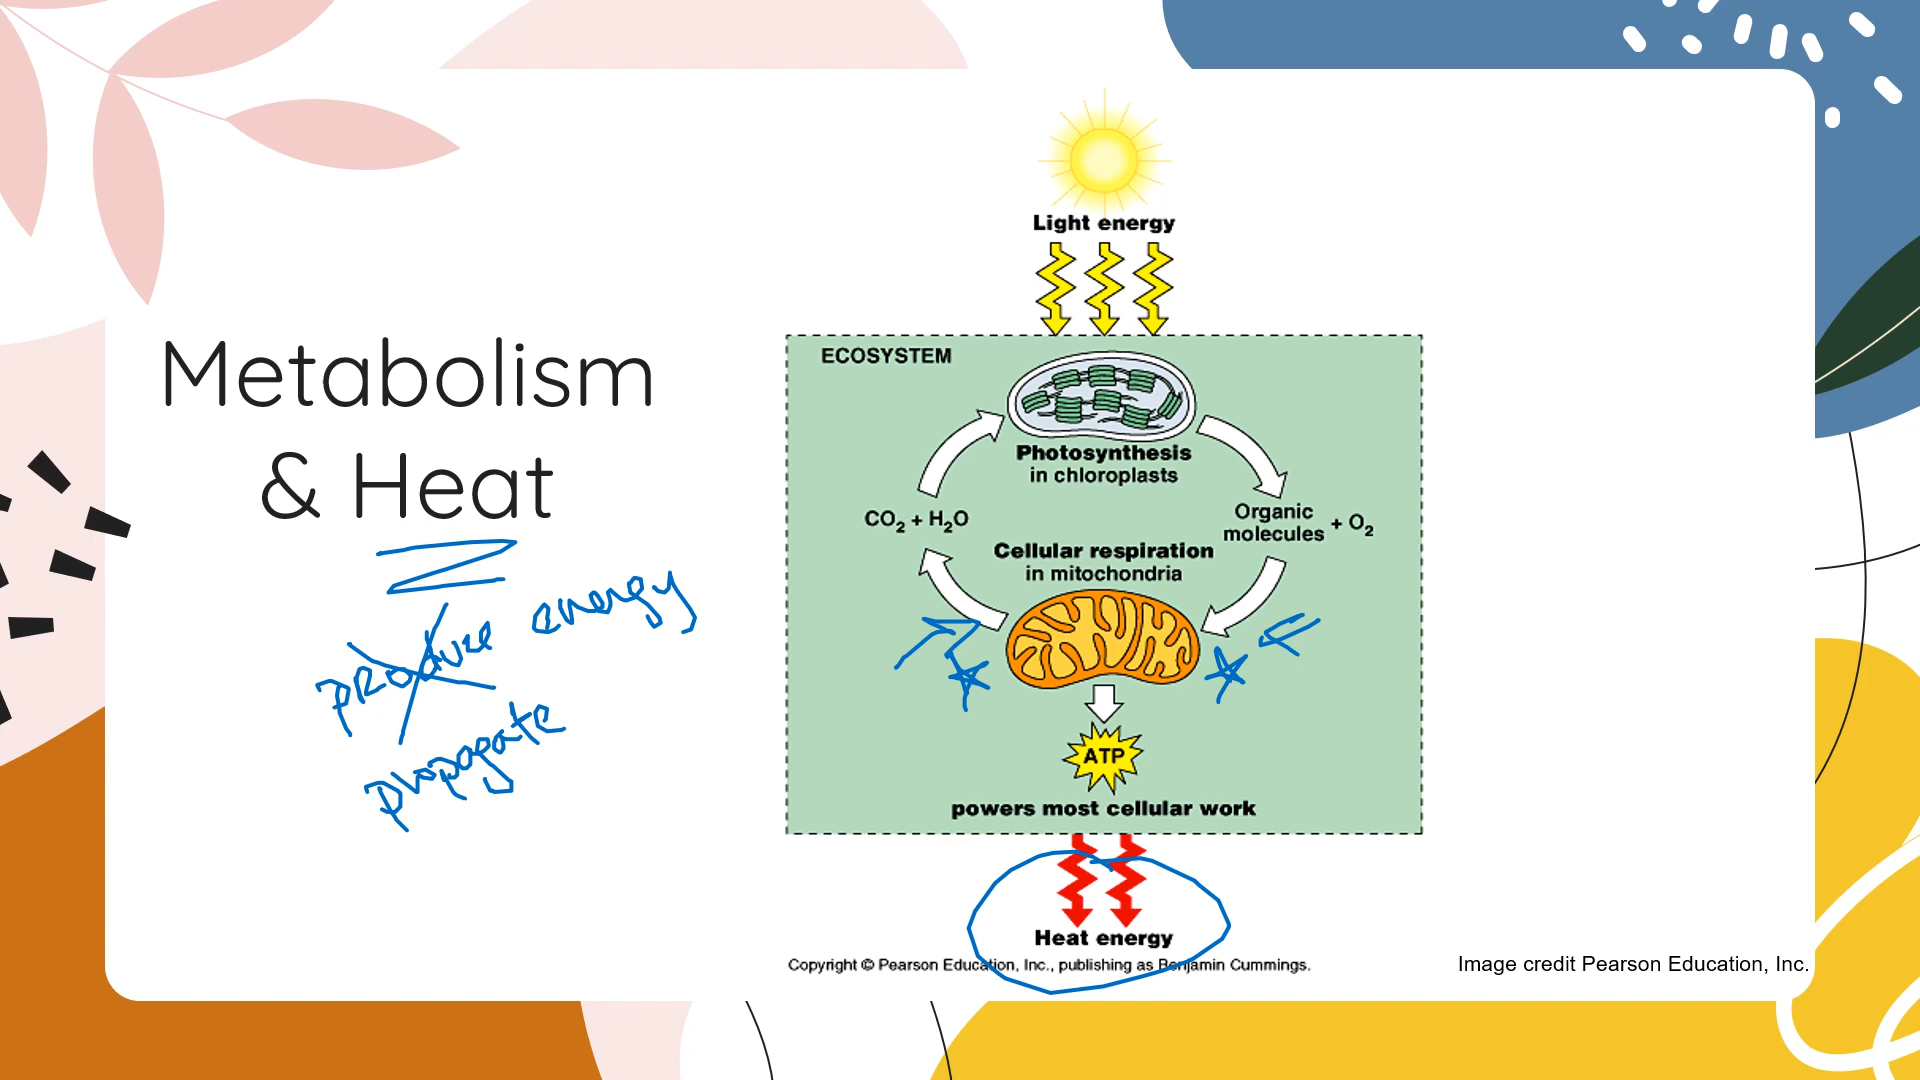 Metabolism
& Heat
produce energy
propagate
Light energy
ECOSYSTEM
Photosynthesis
in chloroplasts
CO₂ + H₂O
Organic
molecules + O₂
Cellular respiration
in mitochondria
ATP
powers most cellular work
Heat energy
Copyright © Pearson Education, Inc., publishing as Benjamin Cummings.
Image credit Pearson Education, Inc.